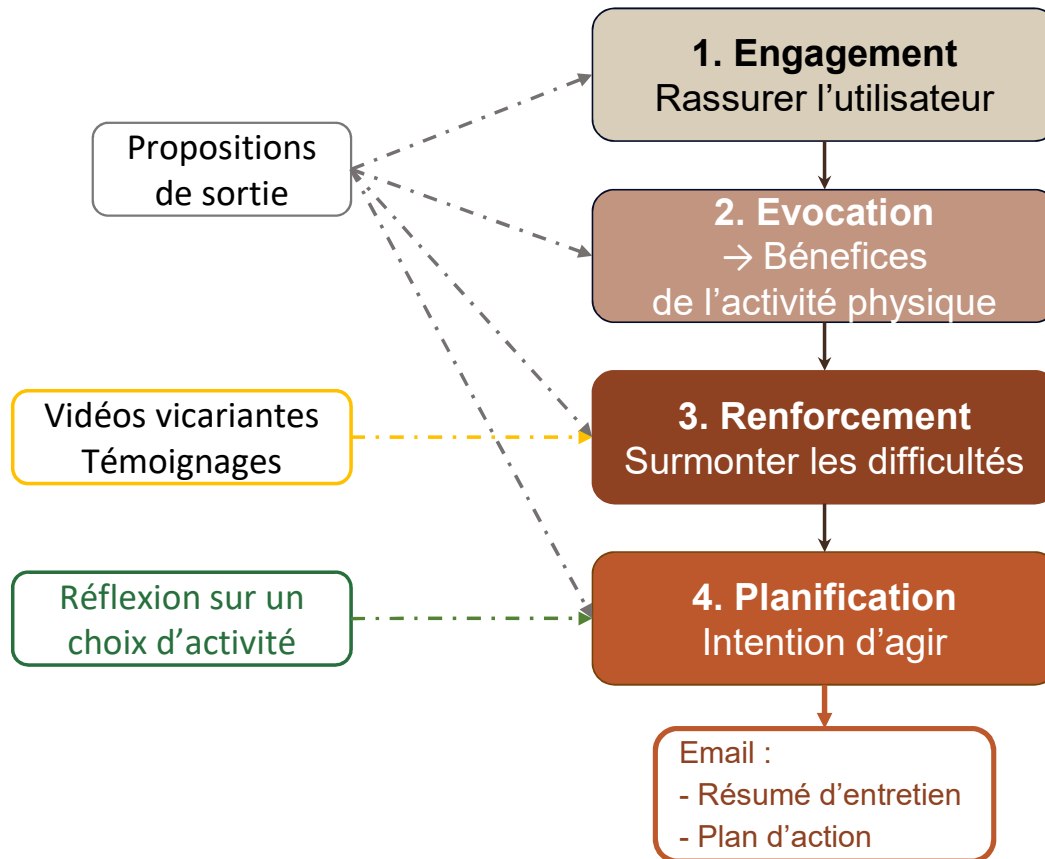 1. Engagement
Rassurer l’utilisateur
Propositions
de sortie
2. Evocation
→ Bénefices
de l’activité physique
Vidéos vicariantes
Témoignages
3. Renforcement
Surmonter les difficultés
Réflexion sur un
choix d’activité
4. Planification
Intention d’agir
Email :
- Résumé d’entretien
- Plan d’action